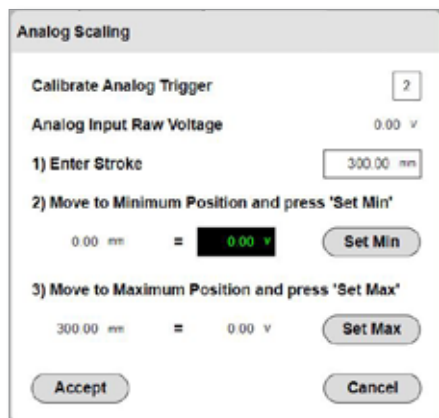 Analog Scaling
Calibrate Analog Trigger 2
Analog Input Raw Voltage 0.00 V
1) Enter Stroke 300.00 mm
2) Move to Minimum Position and press 'Set Min'
0.00 mm = 0.00 V Set Min
3) Move to Maximum Position and press 'Set Max'
300.00 mm = 0.00 V Set Max
Accept Cancel